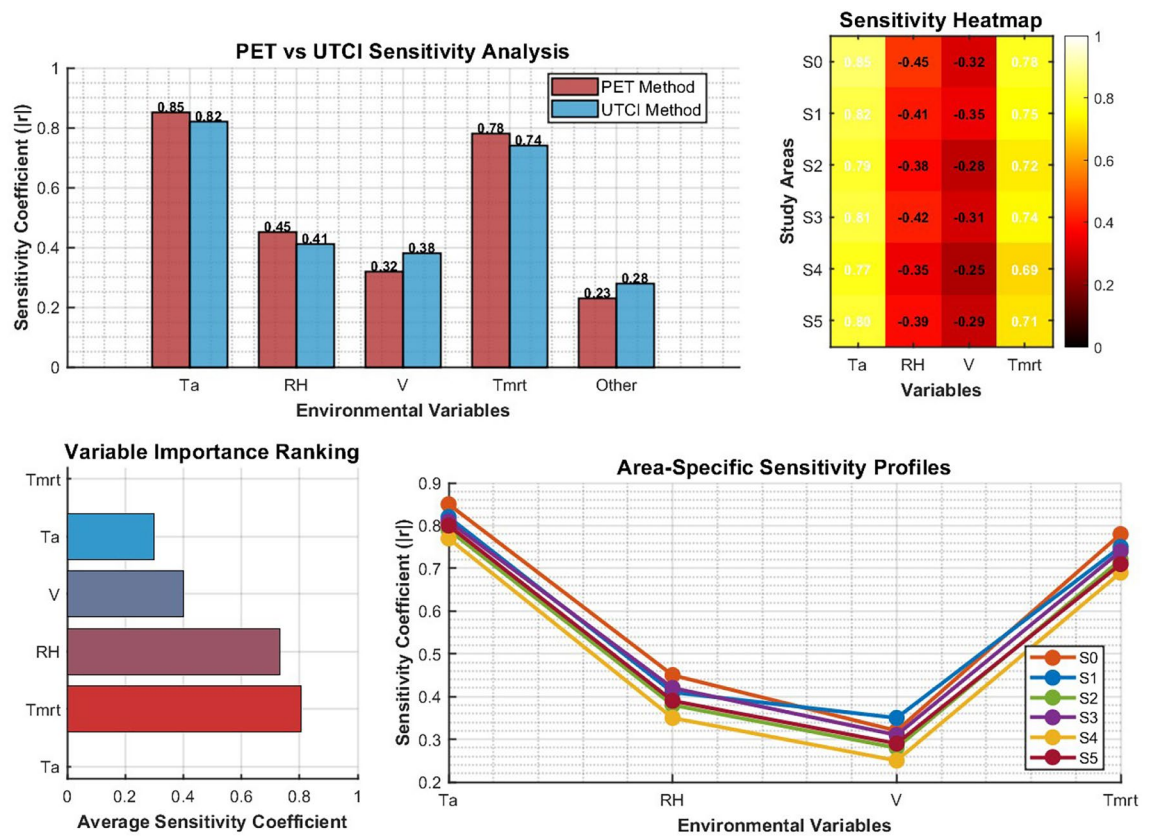 PET vs UTCI Sensitivity Analysis
Sensitivity Coefficient (|r|)
1
0.8
0.6
0.4
0.2
0
0.85
0.82
0.45
0.41
0.32
0.38
0.78
0.74
0.23
0.28
PET Method
UTCI Method
Ta RH V Tmrt Other
Environmental Variables
Sensitivity Heatmap
Study Areas
S0 0.85 -0.45 -0.32 0.78
S1 0.82 -0.41 -0.35 0.75
S2 0.79 -0.38 -0.28 0.72
S3 0.81 -0.42 -0.31 0.74
S4 0.77 -0.35 -0.25 0.69
S5 0.80 -0.39 -0.29 0.71
Ta RH V Tmrt
Variables
1
0.8
0.6
0.4
0.2
0
Variable Importance Ranking
Tmrt
Ta
V
RH
Tmrt
Ta
0 0.2 0.4 0.6 0.8 1
Average Sensitivity Coefficient
Area-Specific Sensitivity Profiles
Sensitivity Coefficient (|r|)
0.9
0.8
0.7
0.6
0.5
0.4
0.3
0.2
S0
S1
S2
S3
S4
S5
Ta RH V Tmrt
Environmental Variables